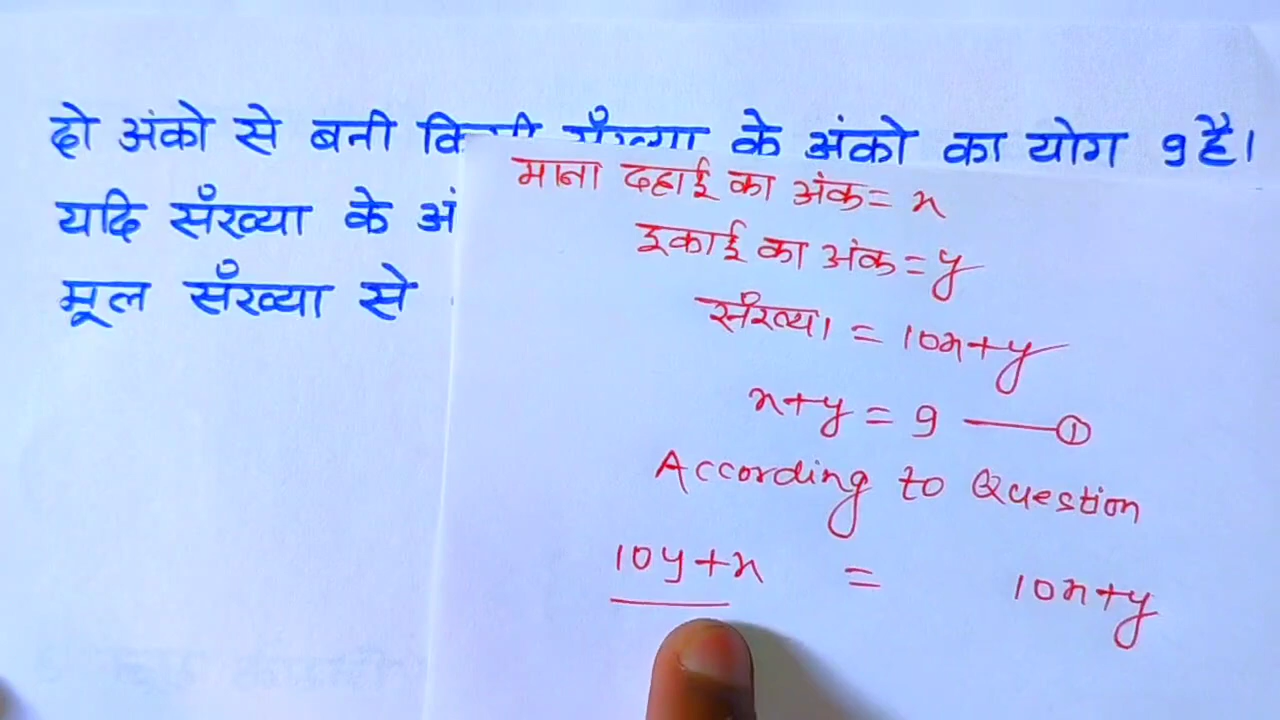 दो अंको से बनी के अंको का योग 9 है।
यदि सँख्या के अं
मूल सँख्या से
माना दहाई का अंक = x
इकाई का अंक = y
सँख्या = 10x+y
x+y = 9 —— ①
According to Question
10y+x = 10x+y